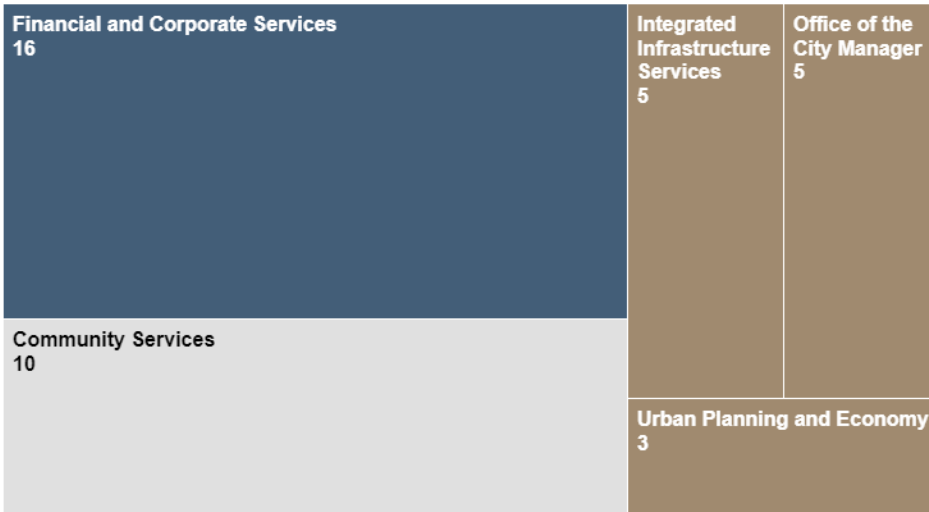 Financial and Corporate Services
16
Integrated
Infrastructure
Services
5
Office of the
City Manager
5
Community Services
10
Urban Planning and Economy
3